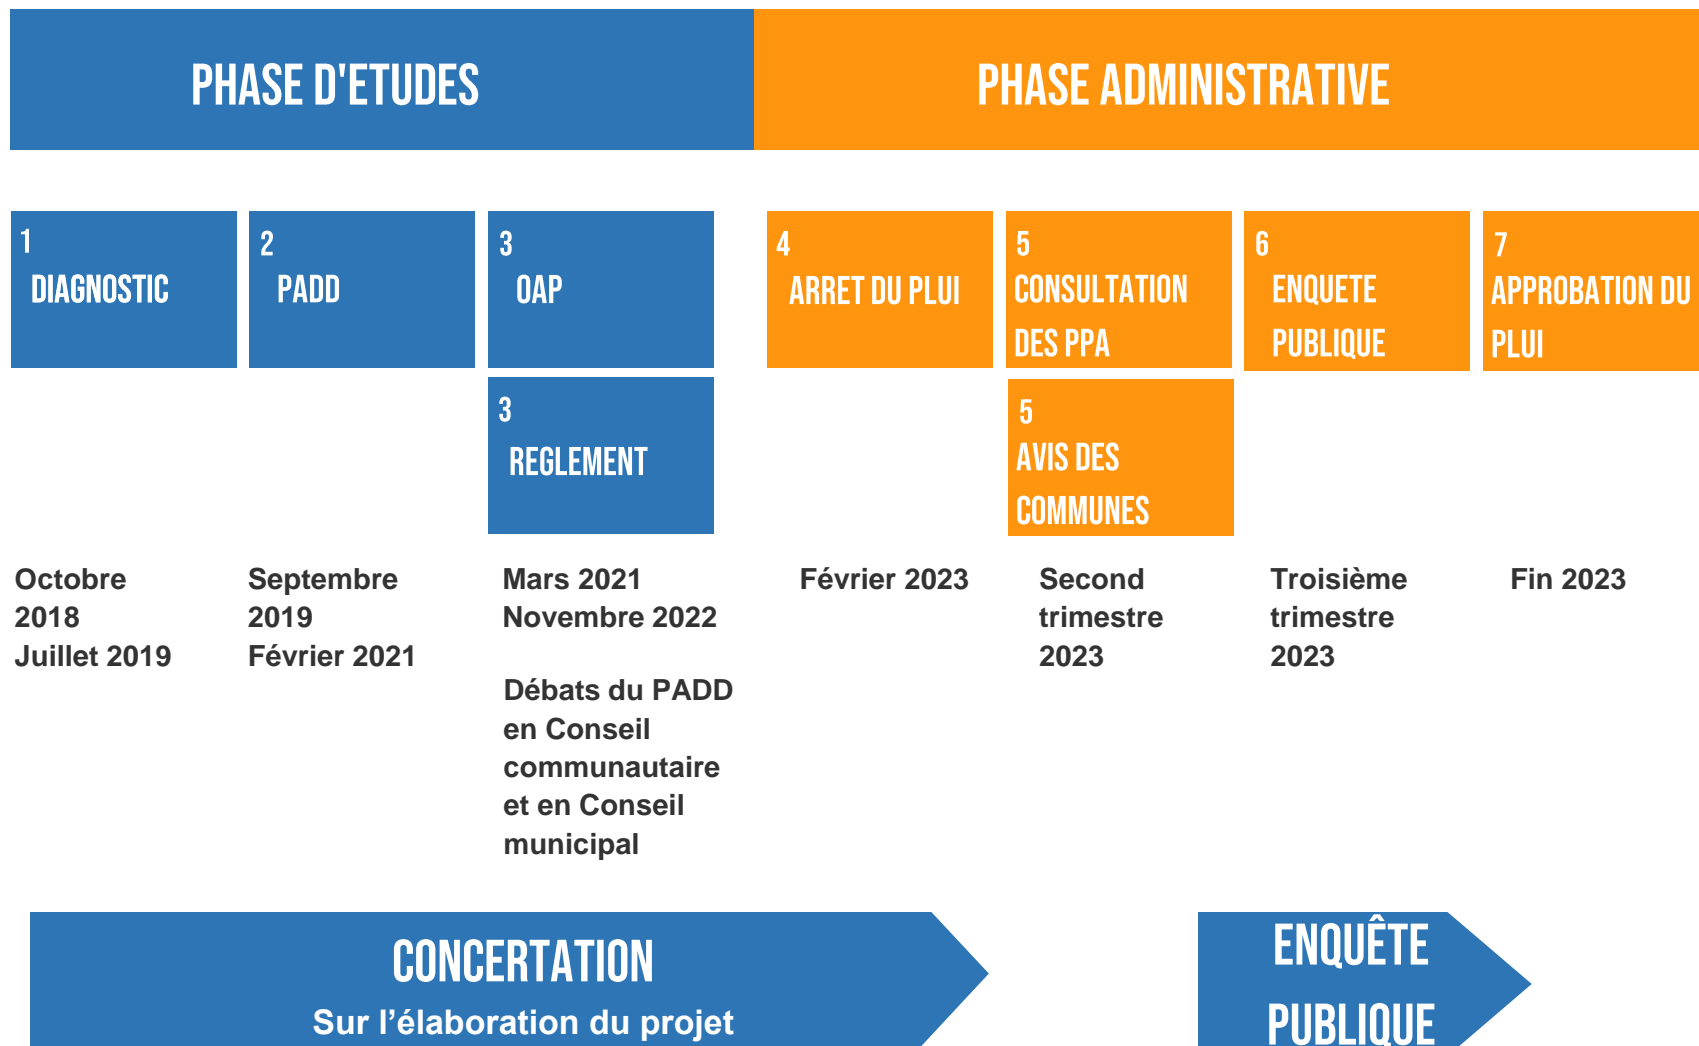 PHASE D'ETUDES
PHASE ADMINISTRATIVE
1
DIAGNOSTIC
2
PADD
3
OAP
3
REGLEMENT
4
ARRET DU PLUI
5
CONSULTATION
DES PPA
5
AVIS DES
COMMUNES
6
ENQUETE
PUBLIQUE
7
APPROBATION DU
PLUI
Octobre
2018
Juillet 2019
Septembre
2019
Février 2021
Mars 2021
Novembre 2022
Débats du PADD
en Conseil
communautaire
et en Conseil
municipal
Février 2023
Second
trimestre
2023
Troisième
trimestre
2023
Fin 2023
CONCERTATION
Sur l’élaboration du projet
ENQUÊTE
PUBLIQUE